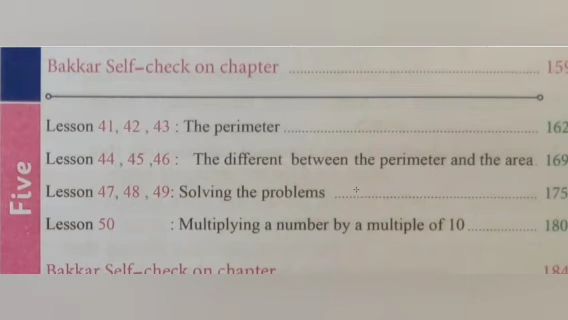 Bakkar Self-check on chapter ........ 159
Five
Lesson 41, 42 , 43 : The perimeter ........ 162
Lesson 44 , 45 ,46 : The different between the perimeter and the area 169
Lesson 47, 48 , 49: Solving the problems ........ 175
Lesson 50 : Multiplying a number by a multiple of 10 ........ 180
Bakkar Self-check on chapter 184